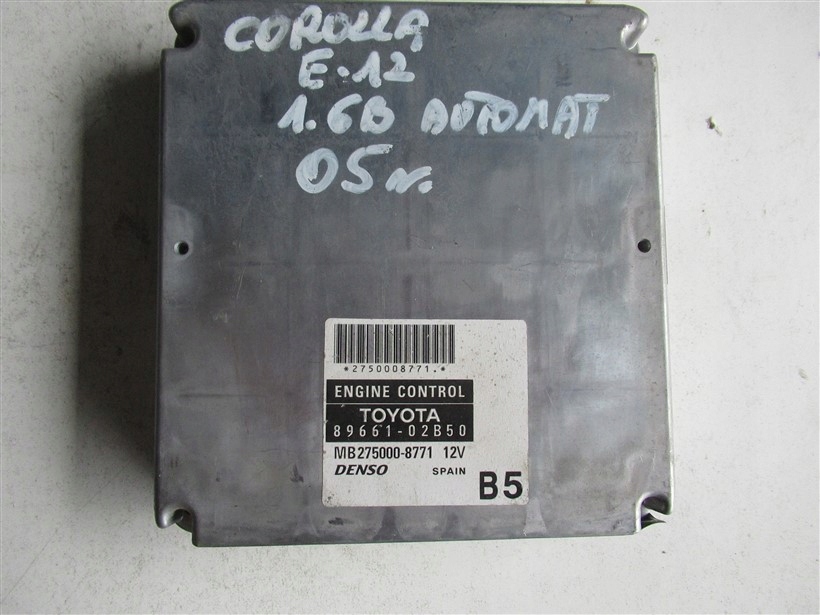 COROLLA
E-12
1.6B AUTOMAT
05r.
*2750008771.*
ENGINE CONTROL
TOYOTA
89661-02B50
MB275000-8771 12V
DENSO SPAIN
B5